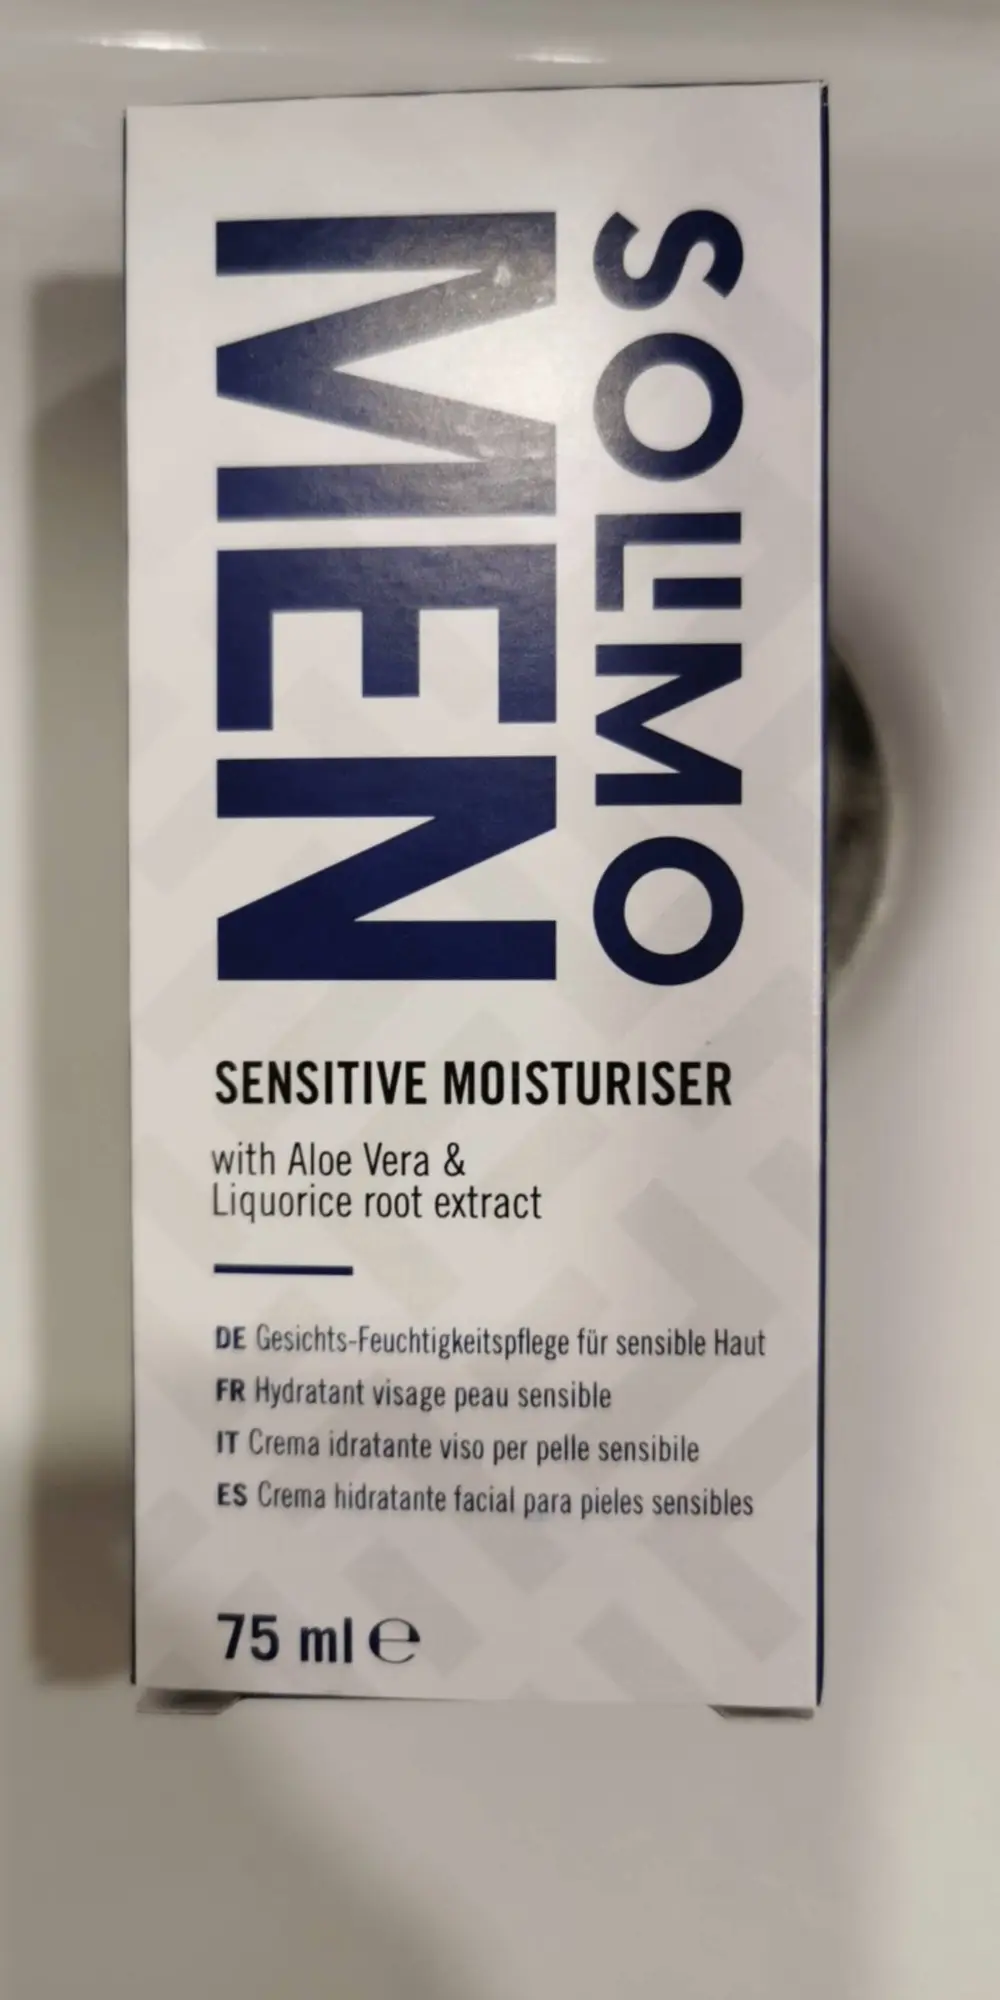 SOLIMO
MEN
SENSITIVE MOISTURISER
with Aloe Vera &
Liquorice root extract
DE Gesichts-Feuchtigkeitspflege für sensible Haut
FR Hydratant visage peau sensible
IT Crema idratante viso per pelle sensibile
ES Crema hidratante facial para pieles sensibles
75 ml ℮